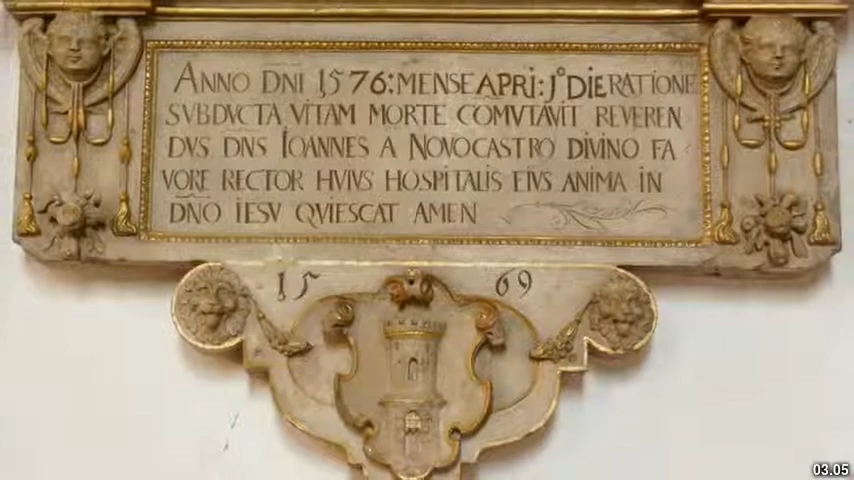 ANNO DNI 1576: MENSE APRI: J° DIE RATIONE
SVBDVCTA VITAM MORTE COMVTAVIT REVEREN
DVS DNS IOANNES A NOVOCASTRO DIVINO FA
VORE RECTOR HVIVS HOSPITALIS EIVS ANIMA IN
DNO IESV QVIESCAT AMEN
15 69
03.05